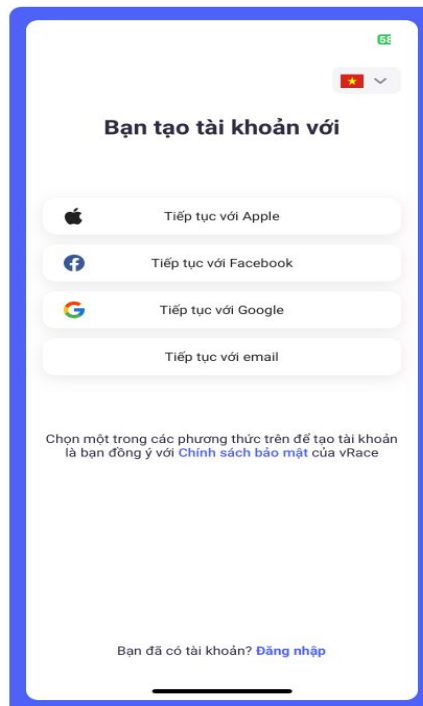 58
Bạn tạo tài khoản với
Tiếp tục với Apple
Tiếp tục với Facebook
Tiếp tục với Google
Tiếp tục với email
Chọn một trong các phương thức trên để tạo tài khoản
là bạn đồng ý với Chính sách bảo mật của vRace
Bạn đã có tài khoản? Đăng nhập